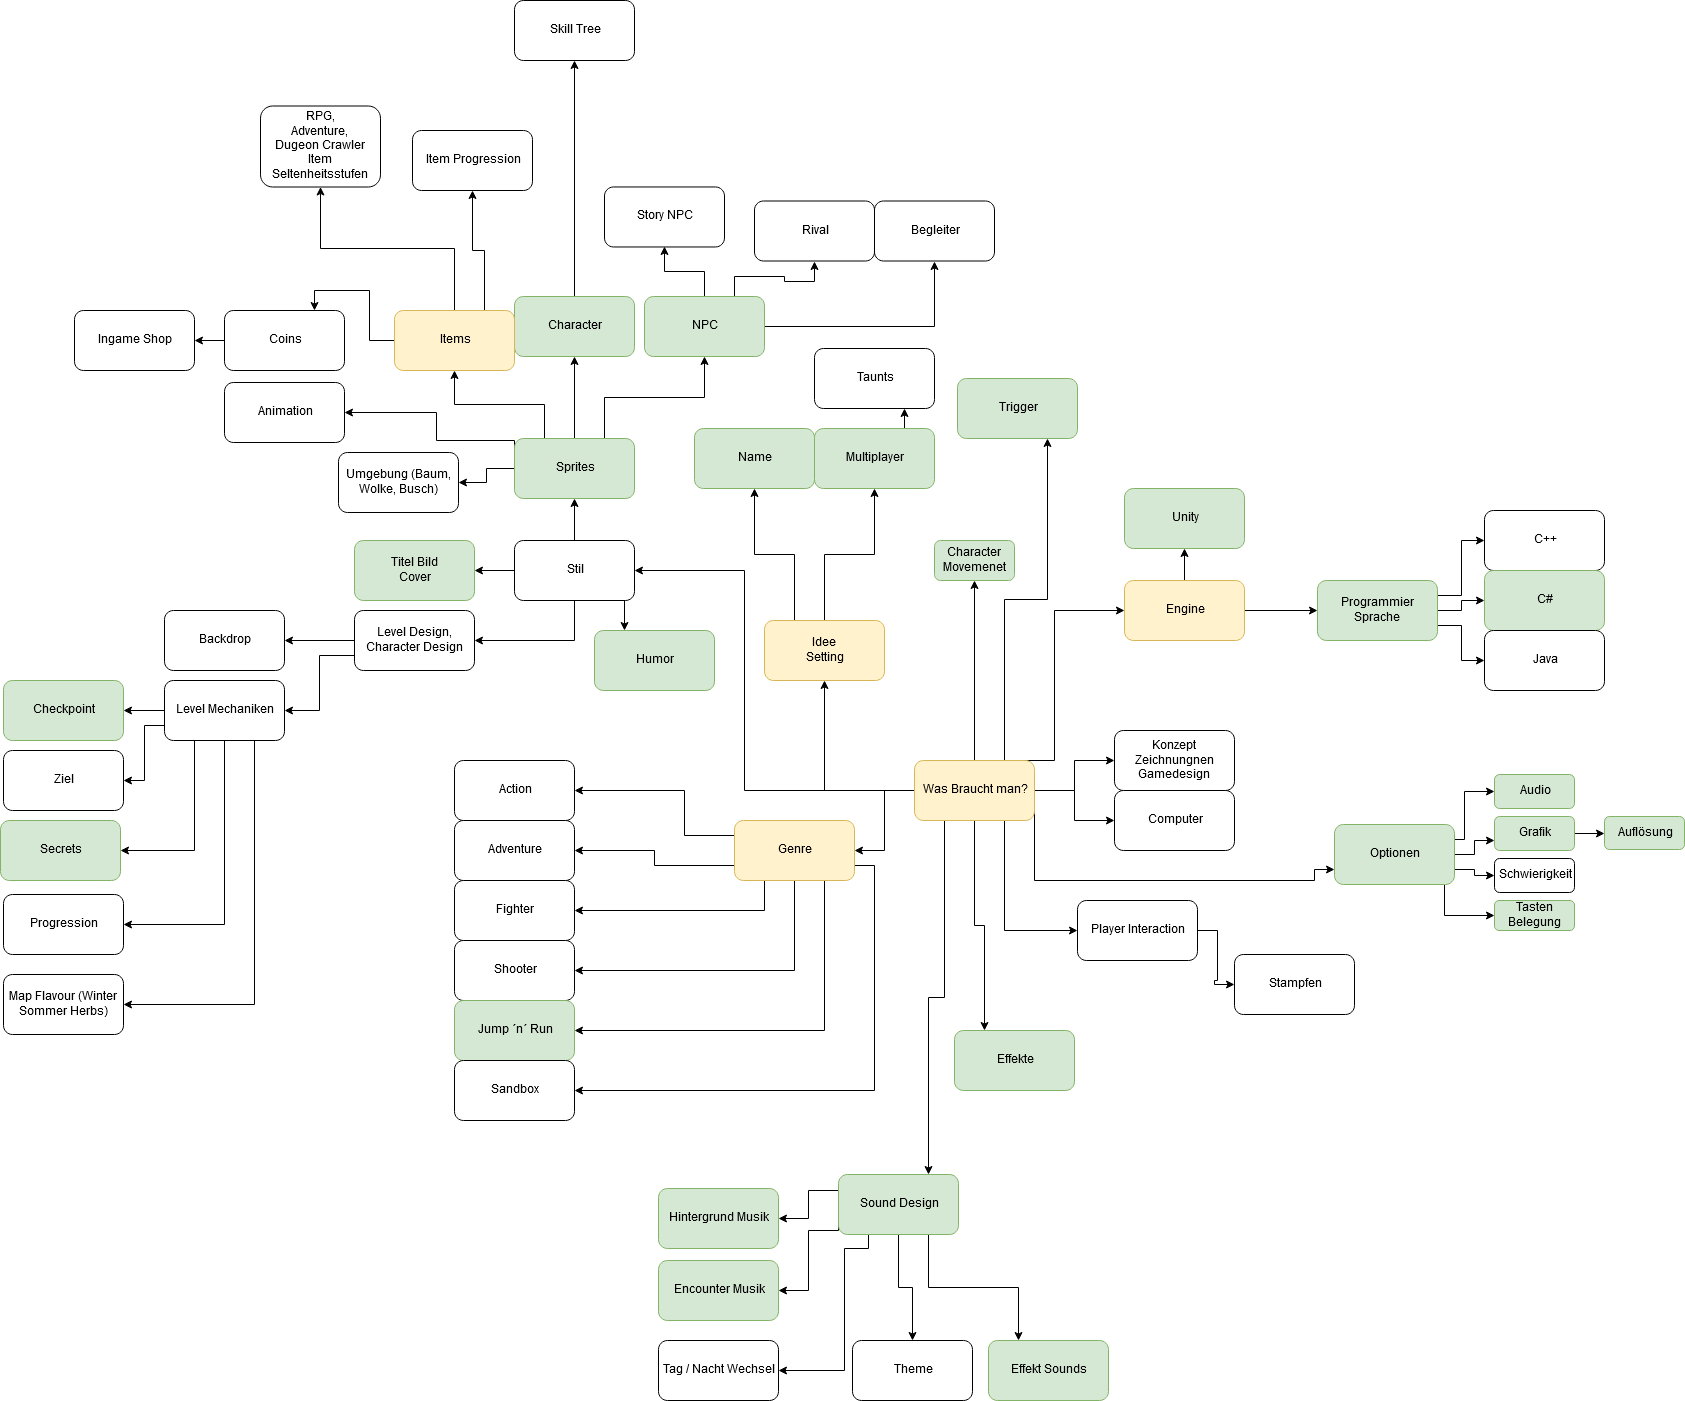 Skill Tree
RPG,
Adventure,
Dugeon Crawler
Item
Seltenheitsstufen
Item Progression
Story NPC
Rival
Begleiter
Ingame Shop
Coins
Items
Character
NPC
Animation
Taunts
Trigger
Umgebung (Baum,
Wolke, Busch)
Sprites
Name
Multiplayer
Unity
C++
Titel Bild
Cover
Stil
Character
Movemenet
Engine
Programmier
Sprache
C#
Backdrop
Level Design,
Character Design
Humor
Idee
Setting
Java
Checkpoint
Level Mechaniken
Ziel
Action
Was Braucht man?
Konzept
Zeichnungnen
Gamedesign
Computer
Audio
Secrets
Adventure
Genre
Optionen
Grafik
Auflösung
Schwierigkeit
Tasten
Belegung
Progression
Fighter
Player Interaction
Shooter
Stampfen
Map Flavour (Winter
Sommer Herbs)
Jump ´n´ Run
Effekte
Sandbox
Hintergrund Musik
Sound Design
Encounter Musik
Tag / Nacht Wechsel
Theme
Effekt Sounds